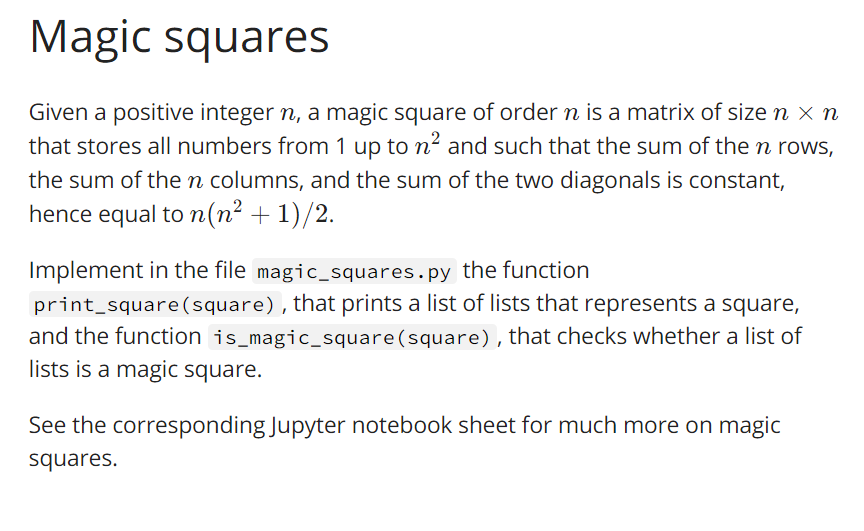 Magic squares
Given a positive integer n, a magic square of order n is a matrix of size n × n
that stores all numbers from 1 up to n² and such that the sum of the n rows,
the sum of the n columns, and the sum of the two diagonals is constant,
hence equal to n(n² + 1)/2.
Implement in the file magic_squares.py the function
print_square(square) , that prints a list of lists that represents a square,
and the function is_magic_square(square) , that checks whether a list of
lists is a magic square.
See the corresponding Jupyter notebook sheet for much more on magic
squares.